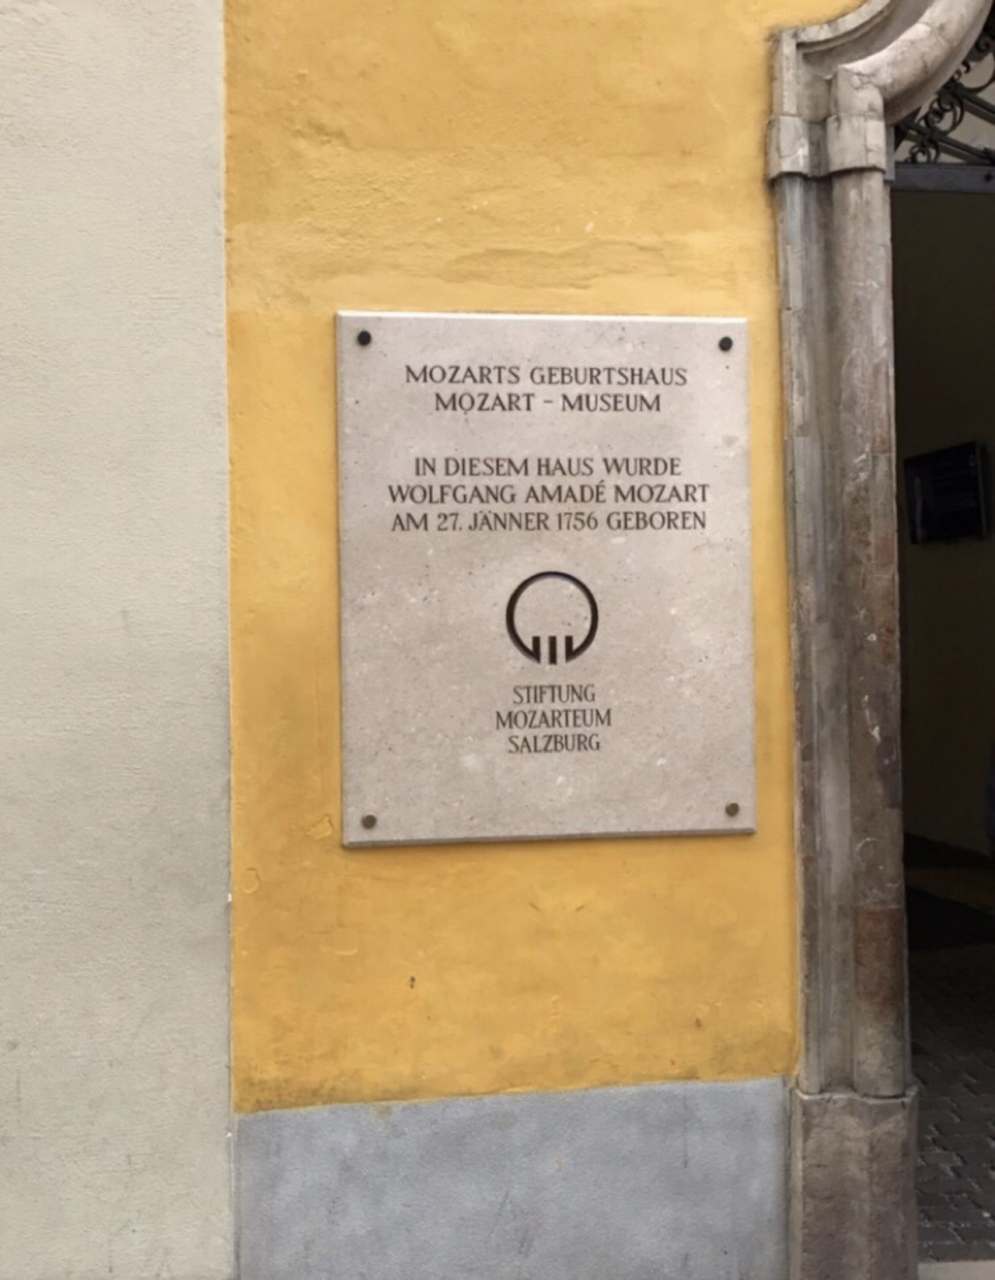 MOZARTS GEBURTSHAUS
MOZART – MUSEUM
IN DIESEM HAUS WURDE
WOLFGANG AMADÉ MOZART
AM 27. JÄNNER 1756 GEBOREN
STIFTUNG
MOZARTEUM
SALZBURG